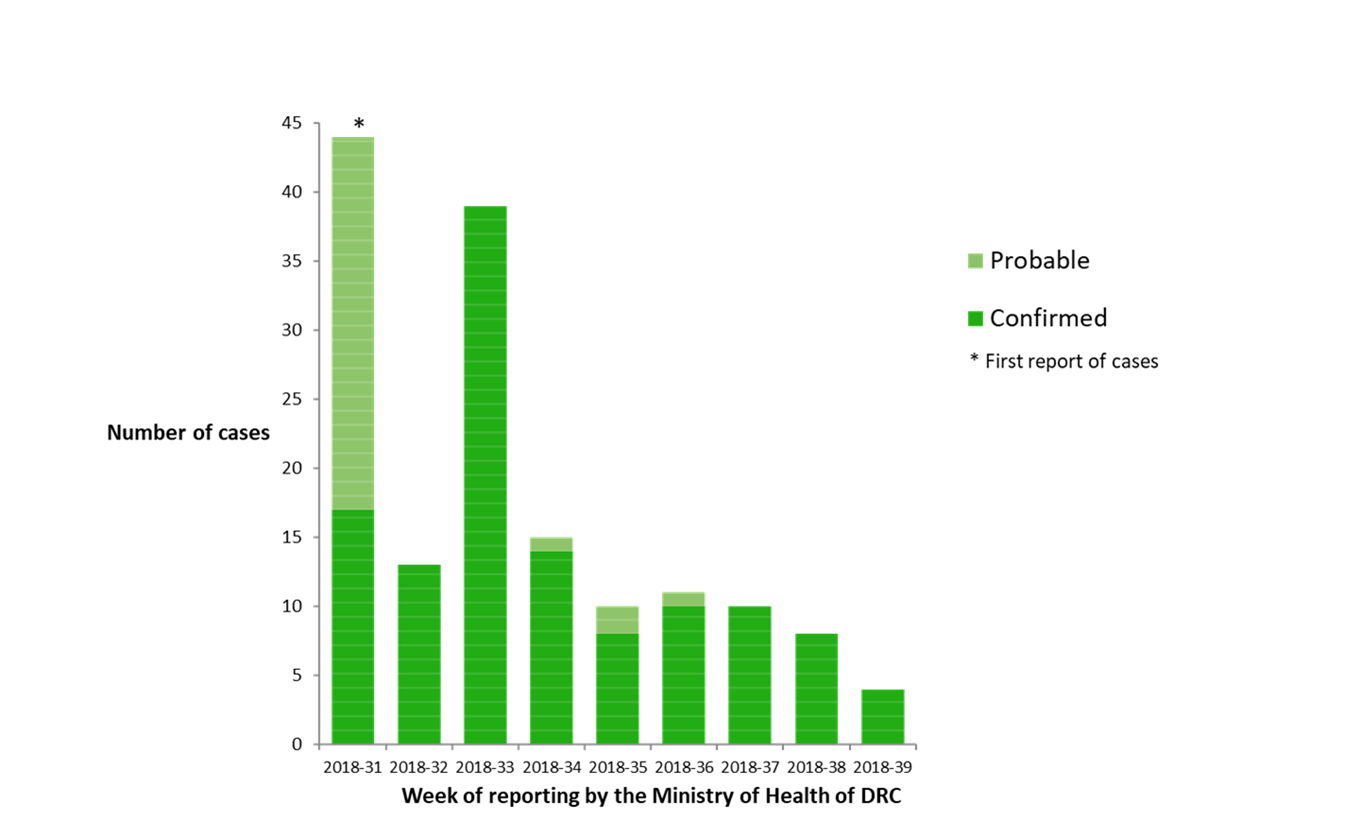 *
45
40
35
30
25
20
15
10
5
0
Number of cases
2018-31 2018-32 2018-33 2018-34 2018-35 2018-36 2018-37 2018-38 2018-39
Week of reporting by the Ministry of Health of DRC
Probable
Confirmed
* First report of cases